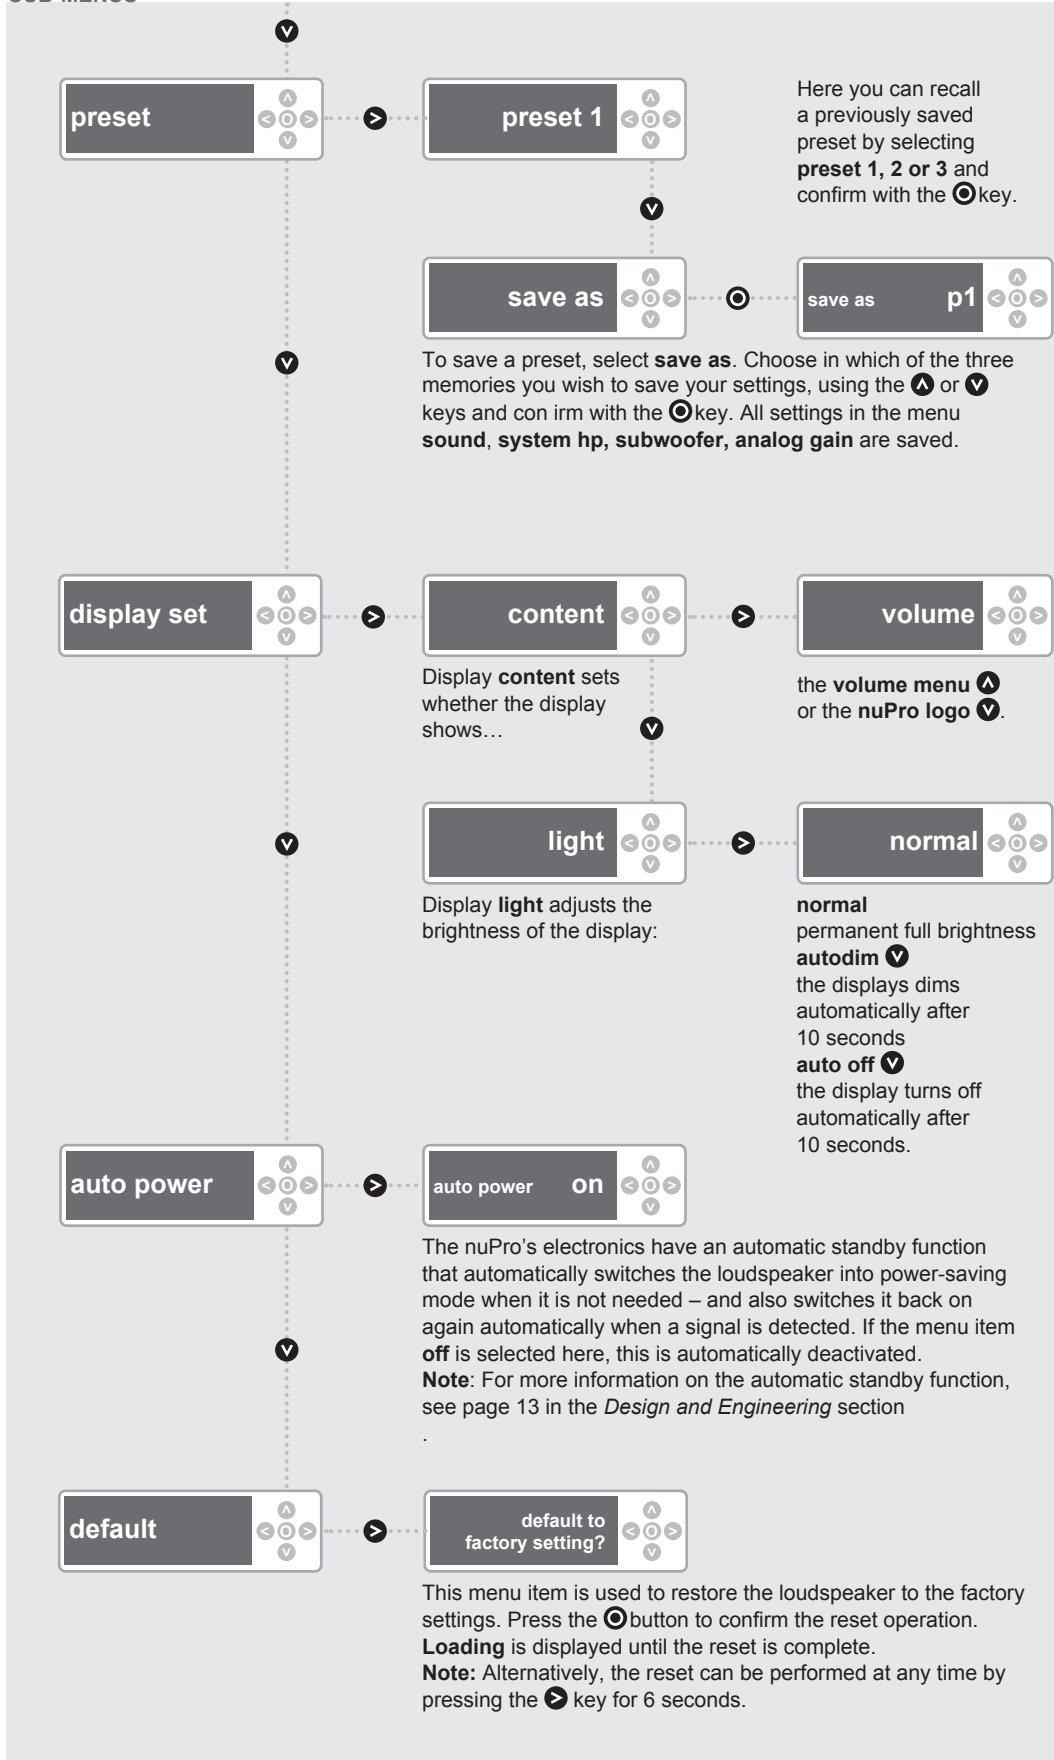 preset
preset 1
Here you can recall
a previously saved
preset by selecting
preset 1, 2 or 3 and
confirm with the key.
save as
save as p1
To save a preset, select save as. Choose in which of the three
memories you wish to save your settings, using the or
keys and con irm with the key. All settings in the menu
sound, system hp, subwoofer, analog gain are saved.
display set
content
volume
Display content sets
whether the display
shows…
the volume menu
or the nuPro logo .
light
normal
Display light adjusts the
brightness of the display:
normal
permanent full brightness
autodim
the displays dims
automatically after
10 seconds
auto off
the display turns off
automatically after
10 seconds.
auto power
auto power on
The nuPro’s electronics have an automatic standby function
that automatically switches the loudspeaker into power-saving
mode when it is not needed – and also switches it back on
again automatically when a signal is detected. If the menu item
off is selected here, this is automatically deactivated.
Note: For more information on the automatic standby function,
see page 13 in the Design and Engineering section
.
default
default to
factory setting?
This menu item is used to restore the loudspeaker to the factory
settings. Press the button to confirm the reset operation.
Loading is displayed until the reset is complete.
Note: Alternatively, the reset can be performed at any time by
pressing the key for 6 seconds.